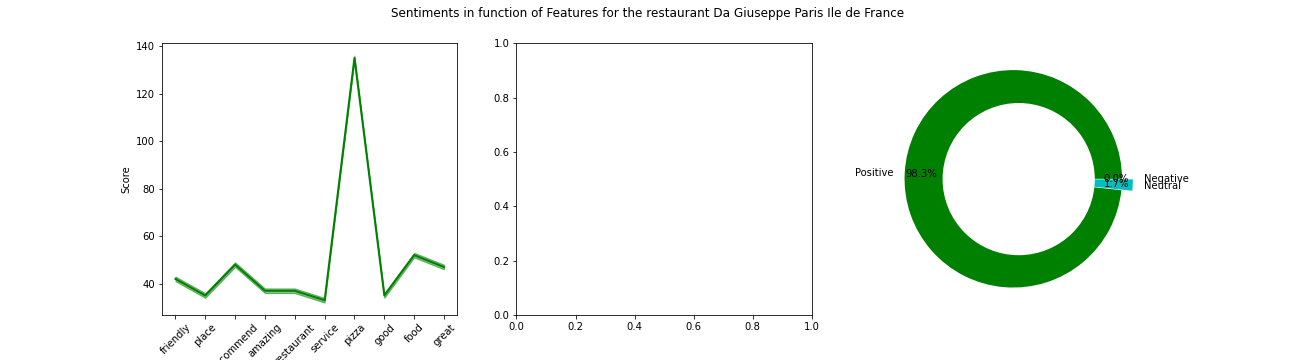 Sentiments in function of Features for the restaurant Da Giuseppe Paris Ile de France
Score
140
120
100
80
60
40
friendly
place
commend
amazing
estaurant
service
pizza
good
food
great
1.0
0.8
0.6
0.4
0.2
0.0
0.0 0.2 0.4 0.6 0.8 1.0
Positive
98.3%
0.0%
Negative
1.7%
Neutral